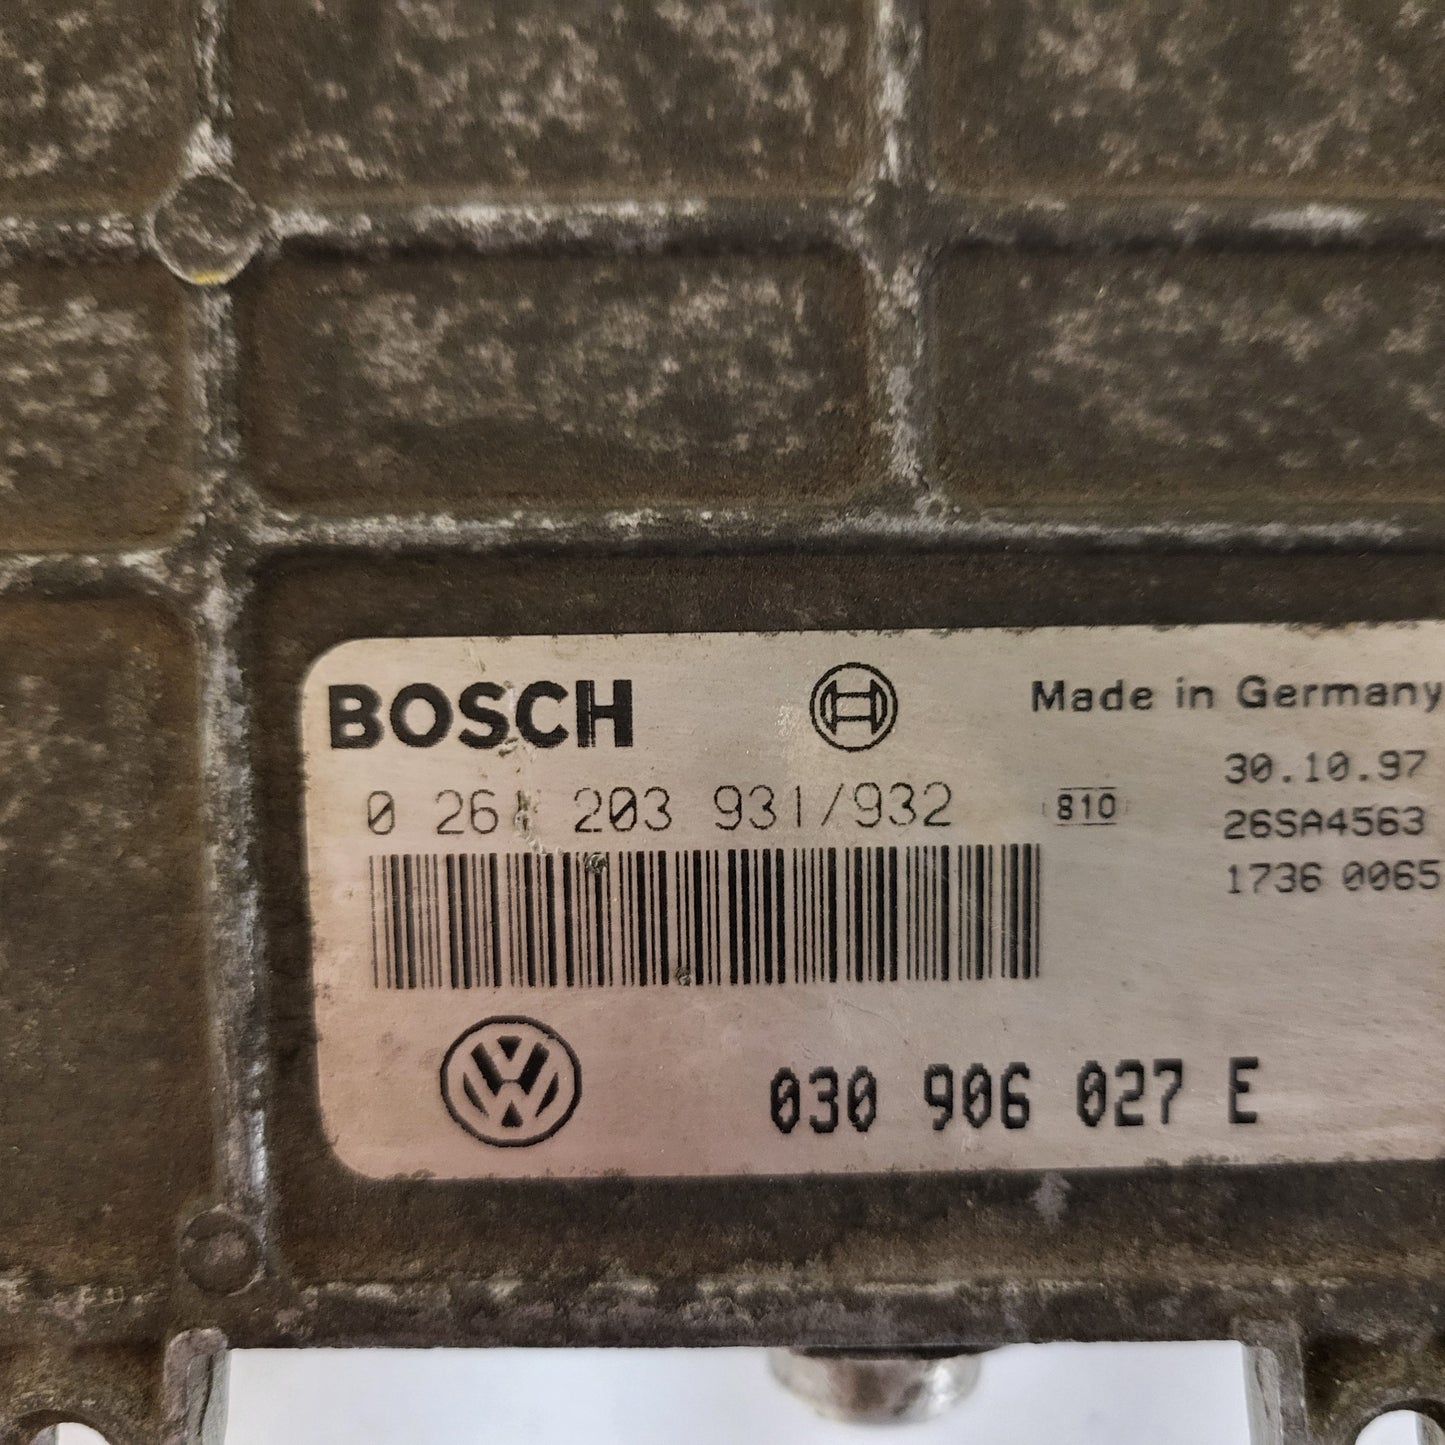 BOSCH
Made in Germany
30.10.97
0 261 203 931/932
810
26SA4563
1736 0065
VW
030 906 027 E